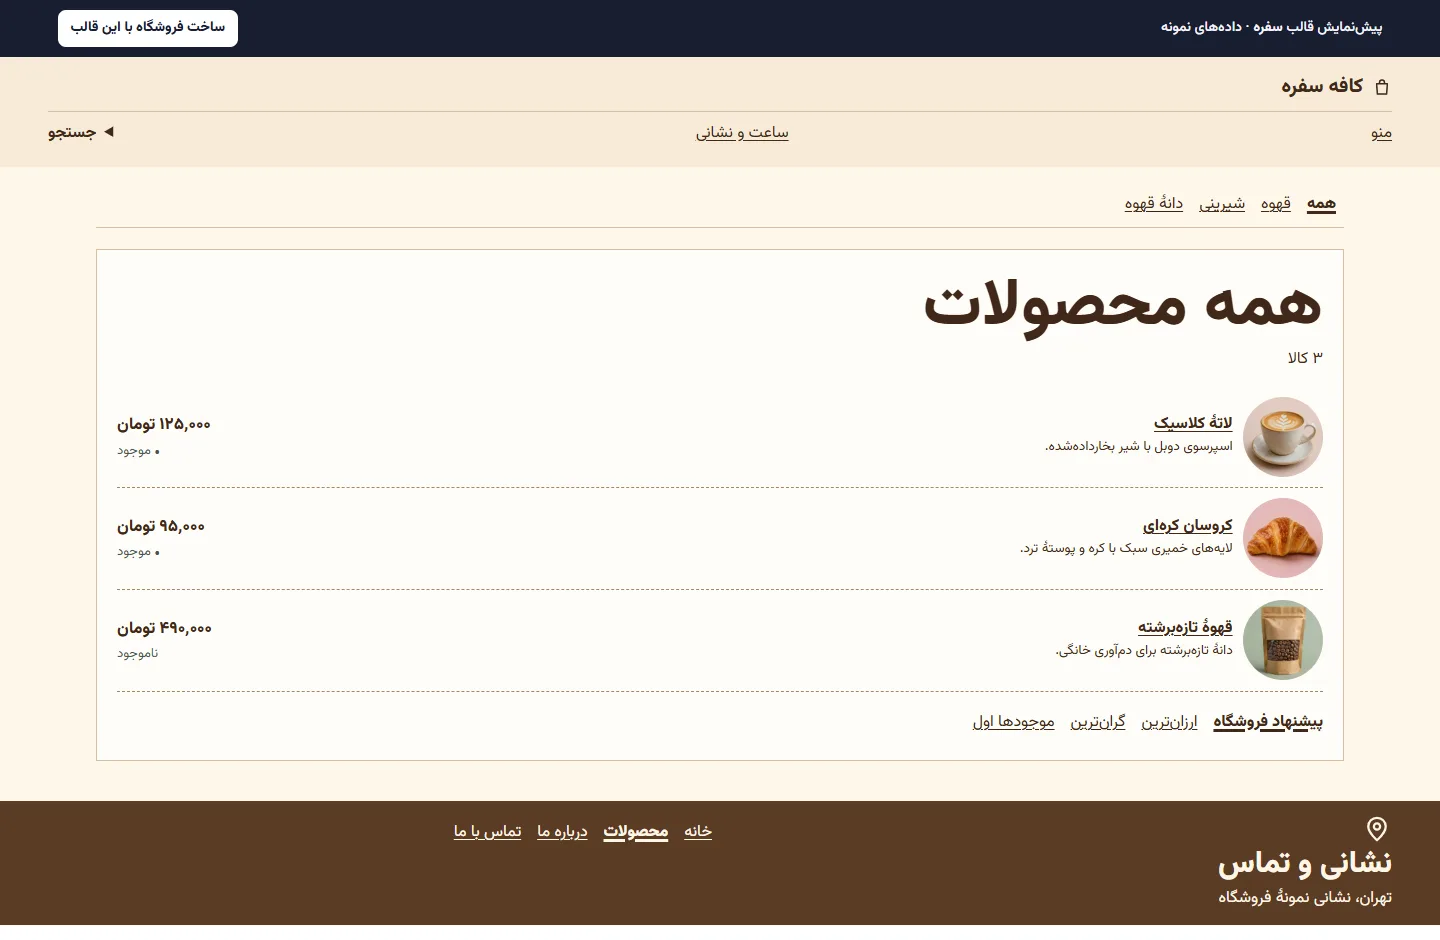 پیش‌نمایش قالب سفره · داده‌های نمونه
ساخت فروشگاه با این قالب
کافه سفره
منو
ساعت و نشانی
جستجو
همه
قهوه
شیرینی
دانهٔ قهوه
همه محصولات
۳ کالا
لاتهٔ کلاسیک
اسپرسوی دوبل با شیر بخارداده‌شده.
۱۲۵,۰۰۰ تومان
• موجود
کروسان کره‌ای
لایه‌های خمیری سبک با کره و پوستهٔ ترد.
۹۵,۰۰۰ تومان
• موجود
قهوهٔ تازه‌برشته
دانهٔ تازه‌برشته برای دم‌آوری خانگی.
۴۹۰,۰۰۰ تومان
ناموجود
پیشنهاد فروشگاه
ارزان‌ترین
گران‌ترین
موجودها اول
نشانی و تماس
تهران، نشانی نمونهٔ فروشگاه
خانه
محصولات
درباره ما
تماس با ما